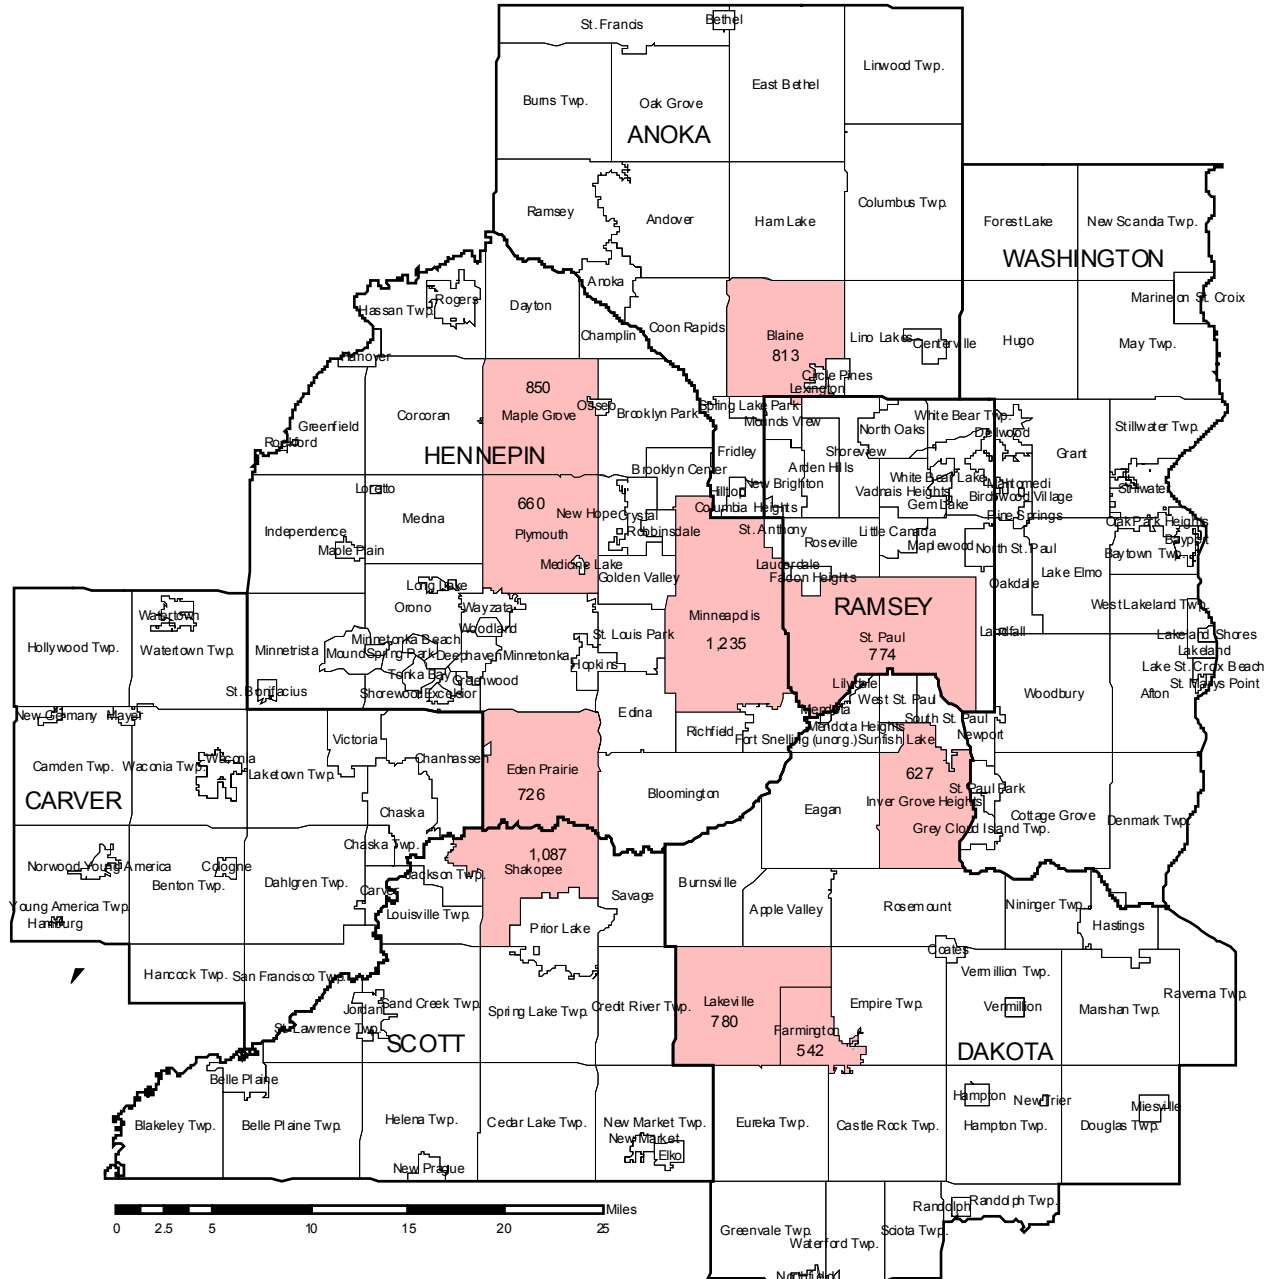 St. Francis
Bethel
Linwood Twp.
East Bethel
Burns Twp.
Oak Grove
ANOKA
Columbus Twp.
Ramsey
Andover
Ham Lake
Forest Lake
New Scandia Twp.
WASHINGTON
Anoka
Rogers
Hassan Twp.
Dayton
Marine on St. Croix
Champlin
Coon Rapids
Blaine
813
Lino Lakes
Centerville
Hugo
May Twp.
Hanover
Circle Pines
Lexington
850
Maple Grove
Osseo
Brooklyn Park
Spring Lake Park
Mounds View
North Oaks
White Bear Twp.
Dellwood
Corcoran
Greenfield
Rockford
HENNEPIN
Fridley
Shoreview
Grant
Stillwater Twp.
Brooklyn Center
Arden Hills
New Brighton
White Bear Lake
Mahtomedi
Birchwood Village
Stillwater
Loretto
Hilltop
Columbia Heights
Vadnais Heights
Gem Lake
Pine Springs
Medina
660
Plymouth
New Hope
Crystal
Robbinsdale
St. Anthony
Little Canada
Oak Park Heights
Bayport
Independence
Maple Plain
Roseville
Maplewood
North St. Paul
Baytown Twp.
Medicine Lake
Golden Valley
Lauderdale
Falcon Heights
Oakdale
Lake Elmo
Long Lake
Orono
Wayzata
Woodland
Minneapolis
1,235
RAMSEY
St. Paul
774
West Lakeland Twp.
Landfall
Lakeland Shores
Lakeland
Lake St. Croix Beach
St. Marys Point
Watertown
Hollywood Twp.
Watertown Twp.
Minnetrista
Minnetonka Beach
Mound
Spring Park
Deephaven
Minnetonka
St. Louis Park
Hopkins
Tonka Bay
Greenwood
St. Bonifacius
Shorewood
Excelsior
Lilydale
West St. Paul
Woodbury
Afton
New Germany
Mayer
Edina
Richfield
Mendota
Mendota Heights
South St. Paul
Newport
Fort Snelling (unorg.)
Sunfish Lake
Victoria
Chanhassen
Camden Twp.
Waconia Twp.
Waconia
Laketown Twp.
Eden Prairie
726
Bloomington
627
Inver Grove Heights
St. Paul Park
CARVER
Chaska
Eagan
Cottage Grove
Grey Cloud Island Twp.
Denmark Twp.
Chaska Twp.
1,087
Shakopee
Norwood Young America
Cologne
Benton Twp.
Dahlgren Twp.
Carver
Jackson Twp.
Savage
Burnsville
Young America Twp.
Hamburg
Louisville Twp.
Prior Lake
Apple Valley
Rosemount
Nininger Twp.
Hastings
Coates
Hancock Twp.
San Francisco Twp.
Vermillion Twp.
Jordan
Sand Creek Twp.
Spring Lake Twp.
Credit River Twp.
Lakeville
780
Empire Twp.
Vermillion
Marshan Twp.
Ravenna Twp.
St. Lawrence Twp.
SCOTT
Farmington
542
DAKOTA
Belle Plaine
Blakeley Twp.
Belle Plaine Twp.
Helena Twp.
Cedar Lake Twp.
New Market Twp.
New Market
Elko
Eureka Twp.
Castle Rock Twp.
Hampton
New Trier
Hampton Twp.
Miesville
Douglas Twp.
New Prague
Randolph
Randolph Twp.
Miles
0 2.5 5 10 15 20 25
Greenvale Twp.
Waterford Twp.
Sciota Twp.
Northfield